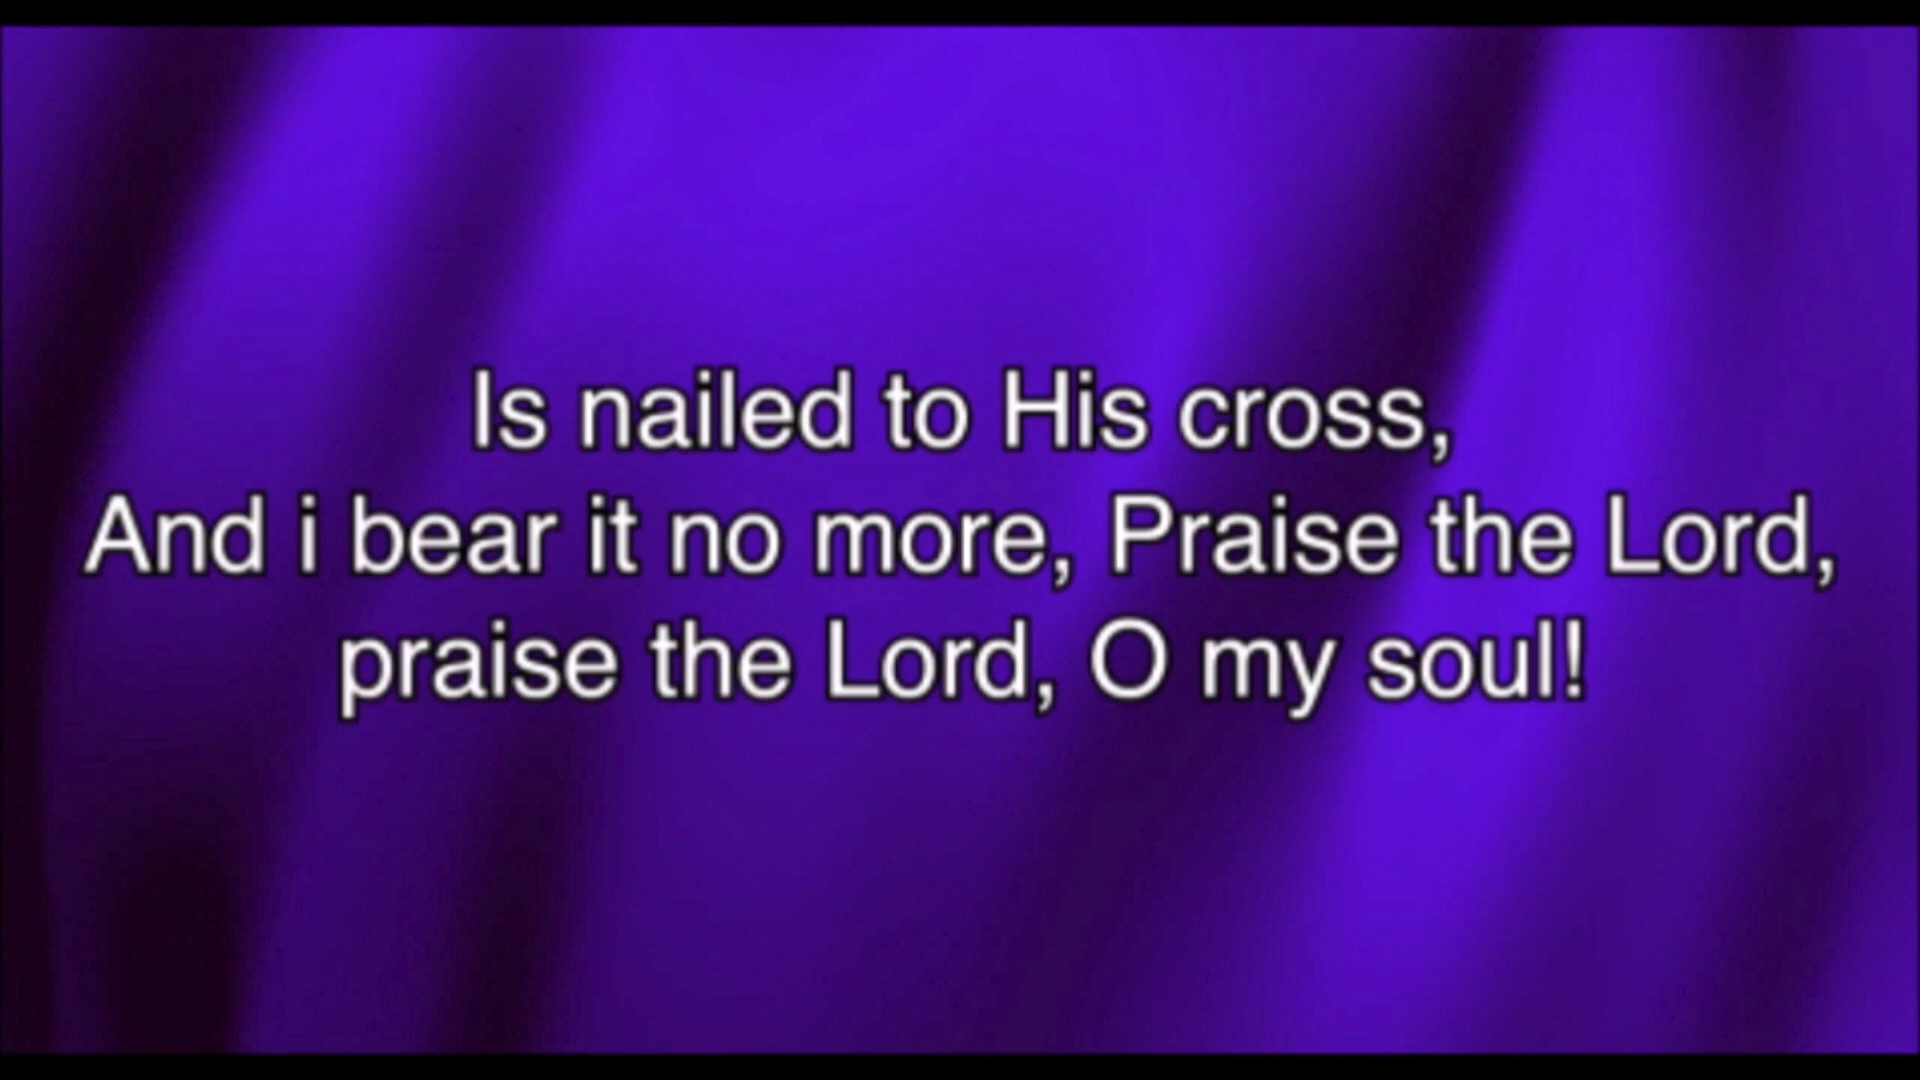 Is nailed to His cross,
And i bear it no more, Praise the Lord,
praise the Lord, O my soul!